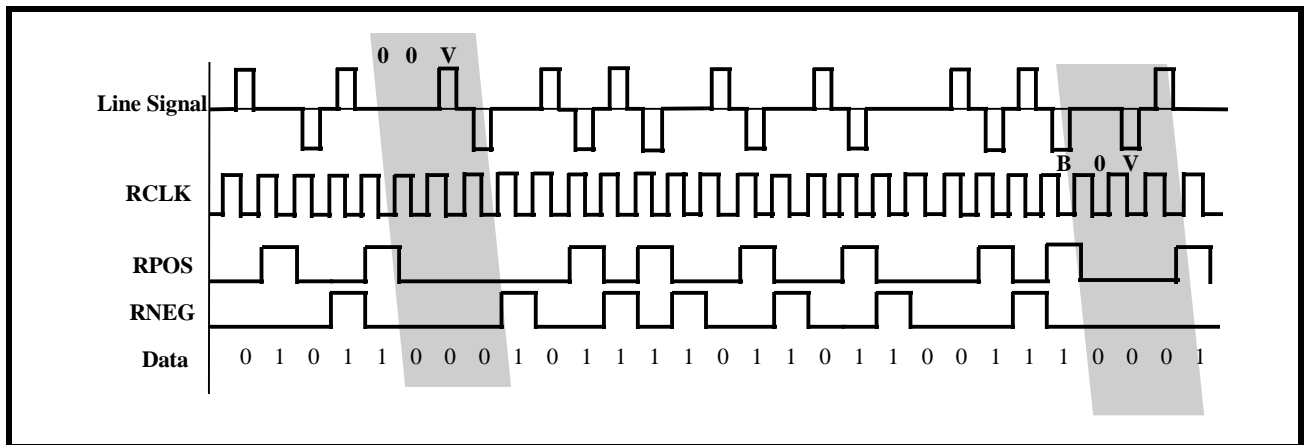 0 0 V
Line Signal
B 0 V
RCLK
RPOS
RNEG
Data 0 1 0 1 1 0 0 0 1 0 1 1 1 1 0 1 1 0 1 1 0 0 1 1 1 0 0 0 1